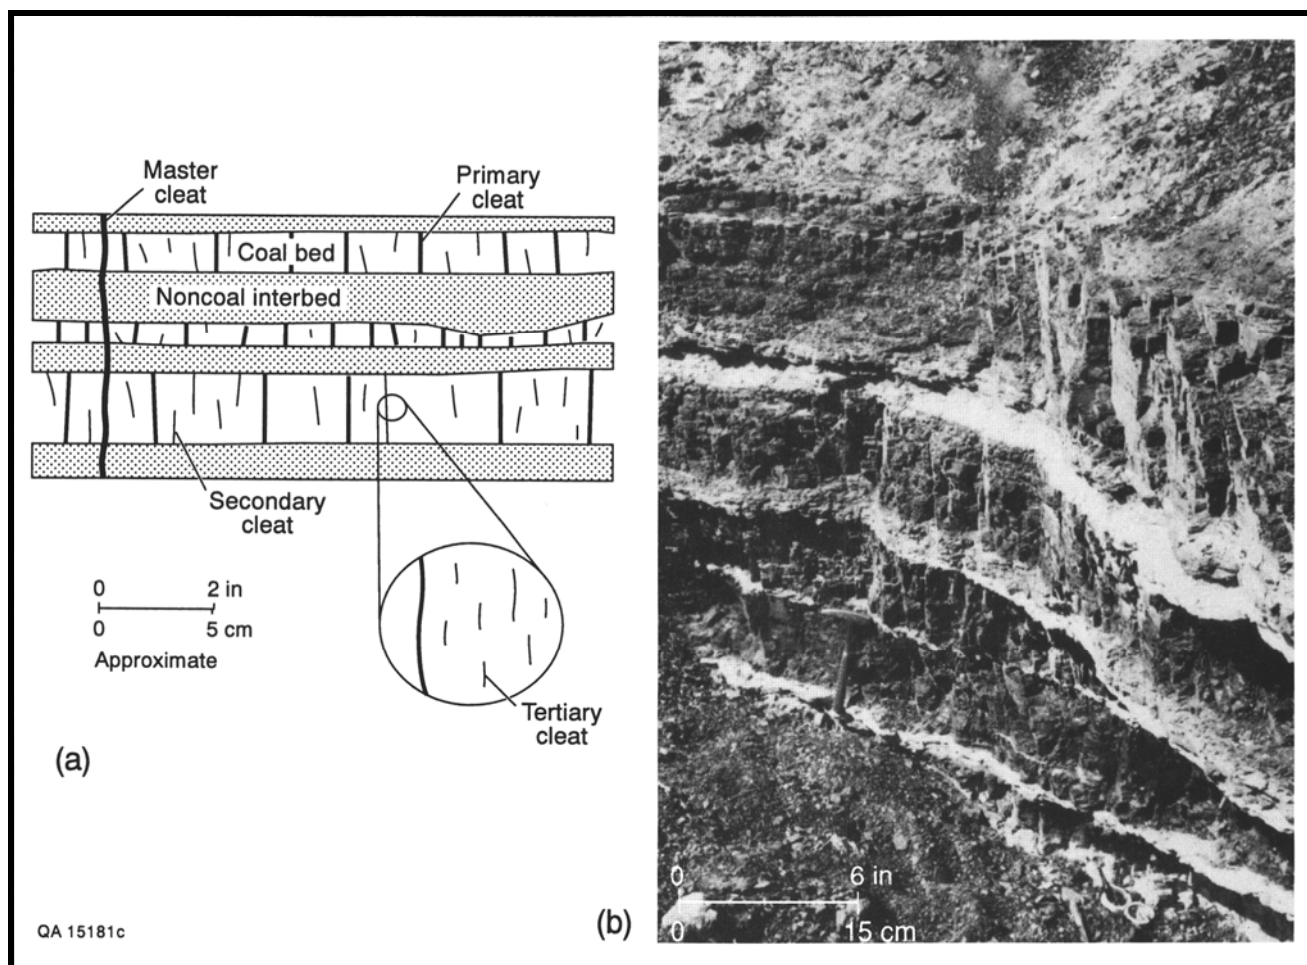 Master
cleat
Primary
cleat
Coal bed
Noncoal interbed
Secondary
cleat
0 2 in
0 5 cm
Approximate
Tertiary
cleat
(a)
QA 15181c
0 6 in
0 15 cm
(b)